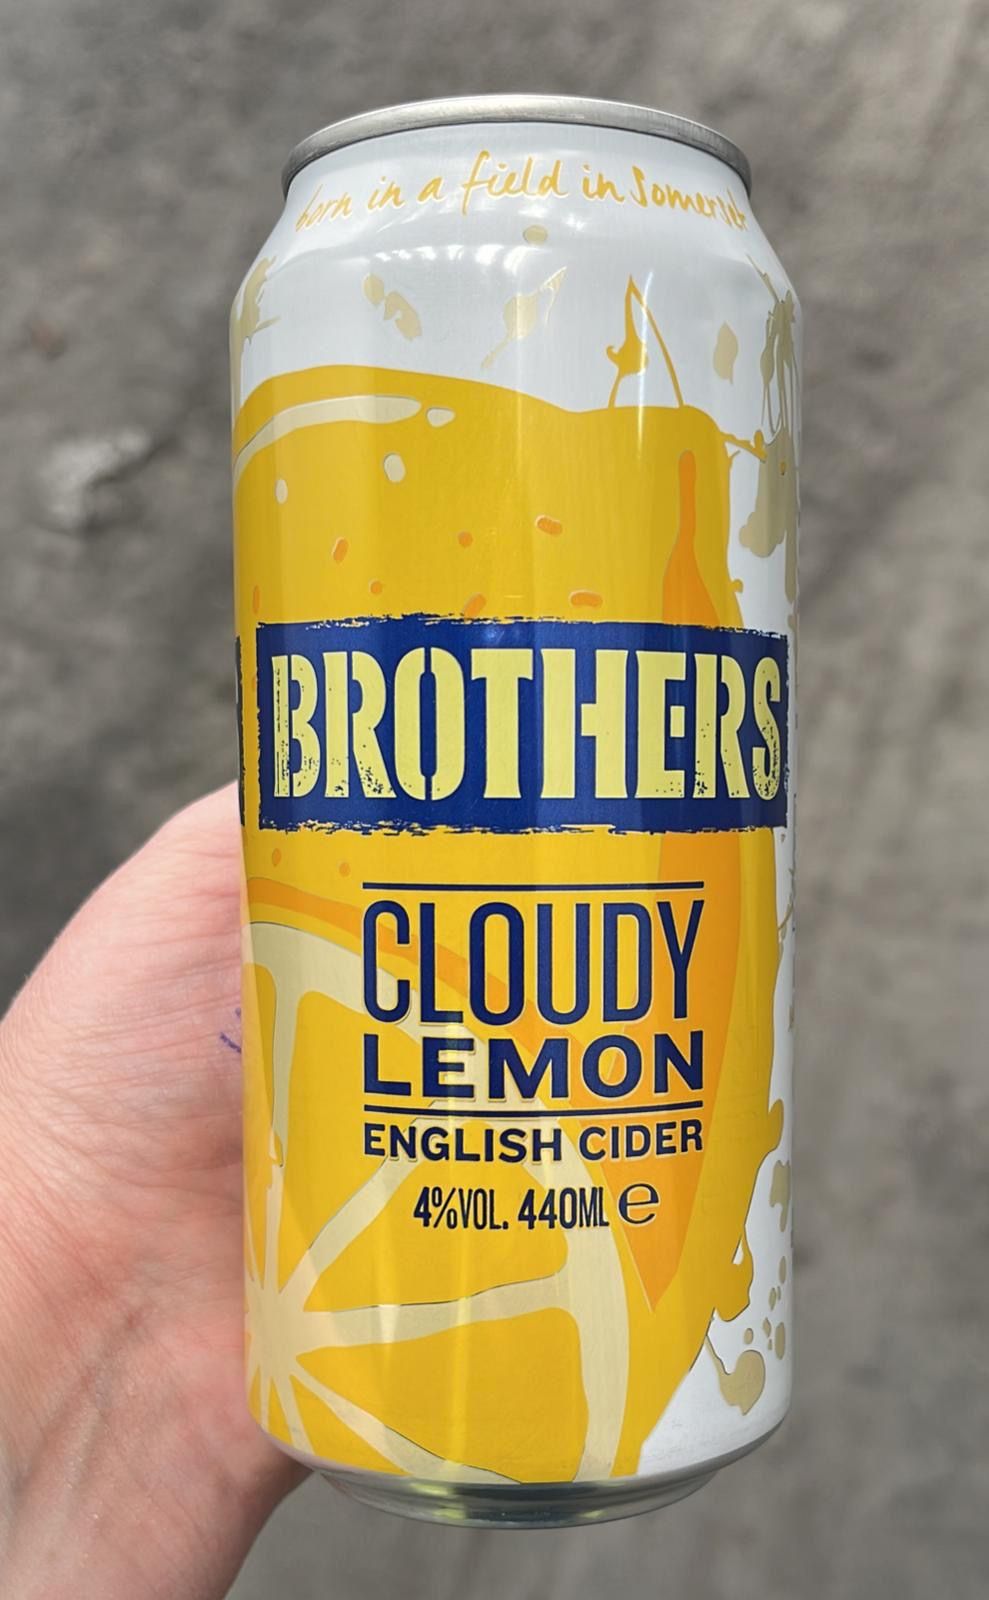 born in a field in Somerset
BROTHERS
CLOUDY
LEMON
ENGLISH CIDER
4%VOL. 440ML e